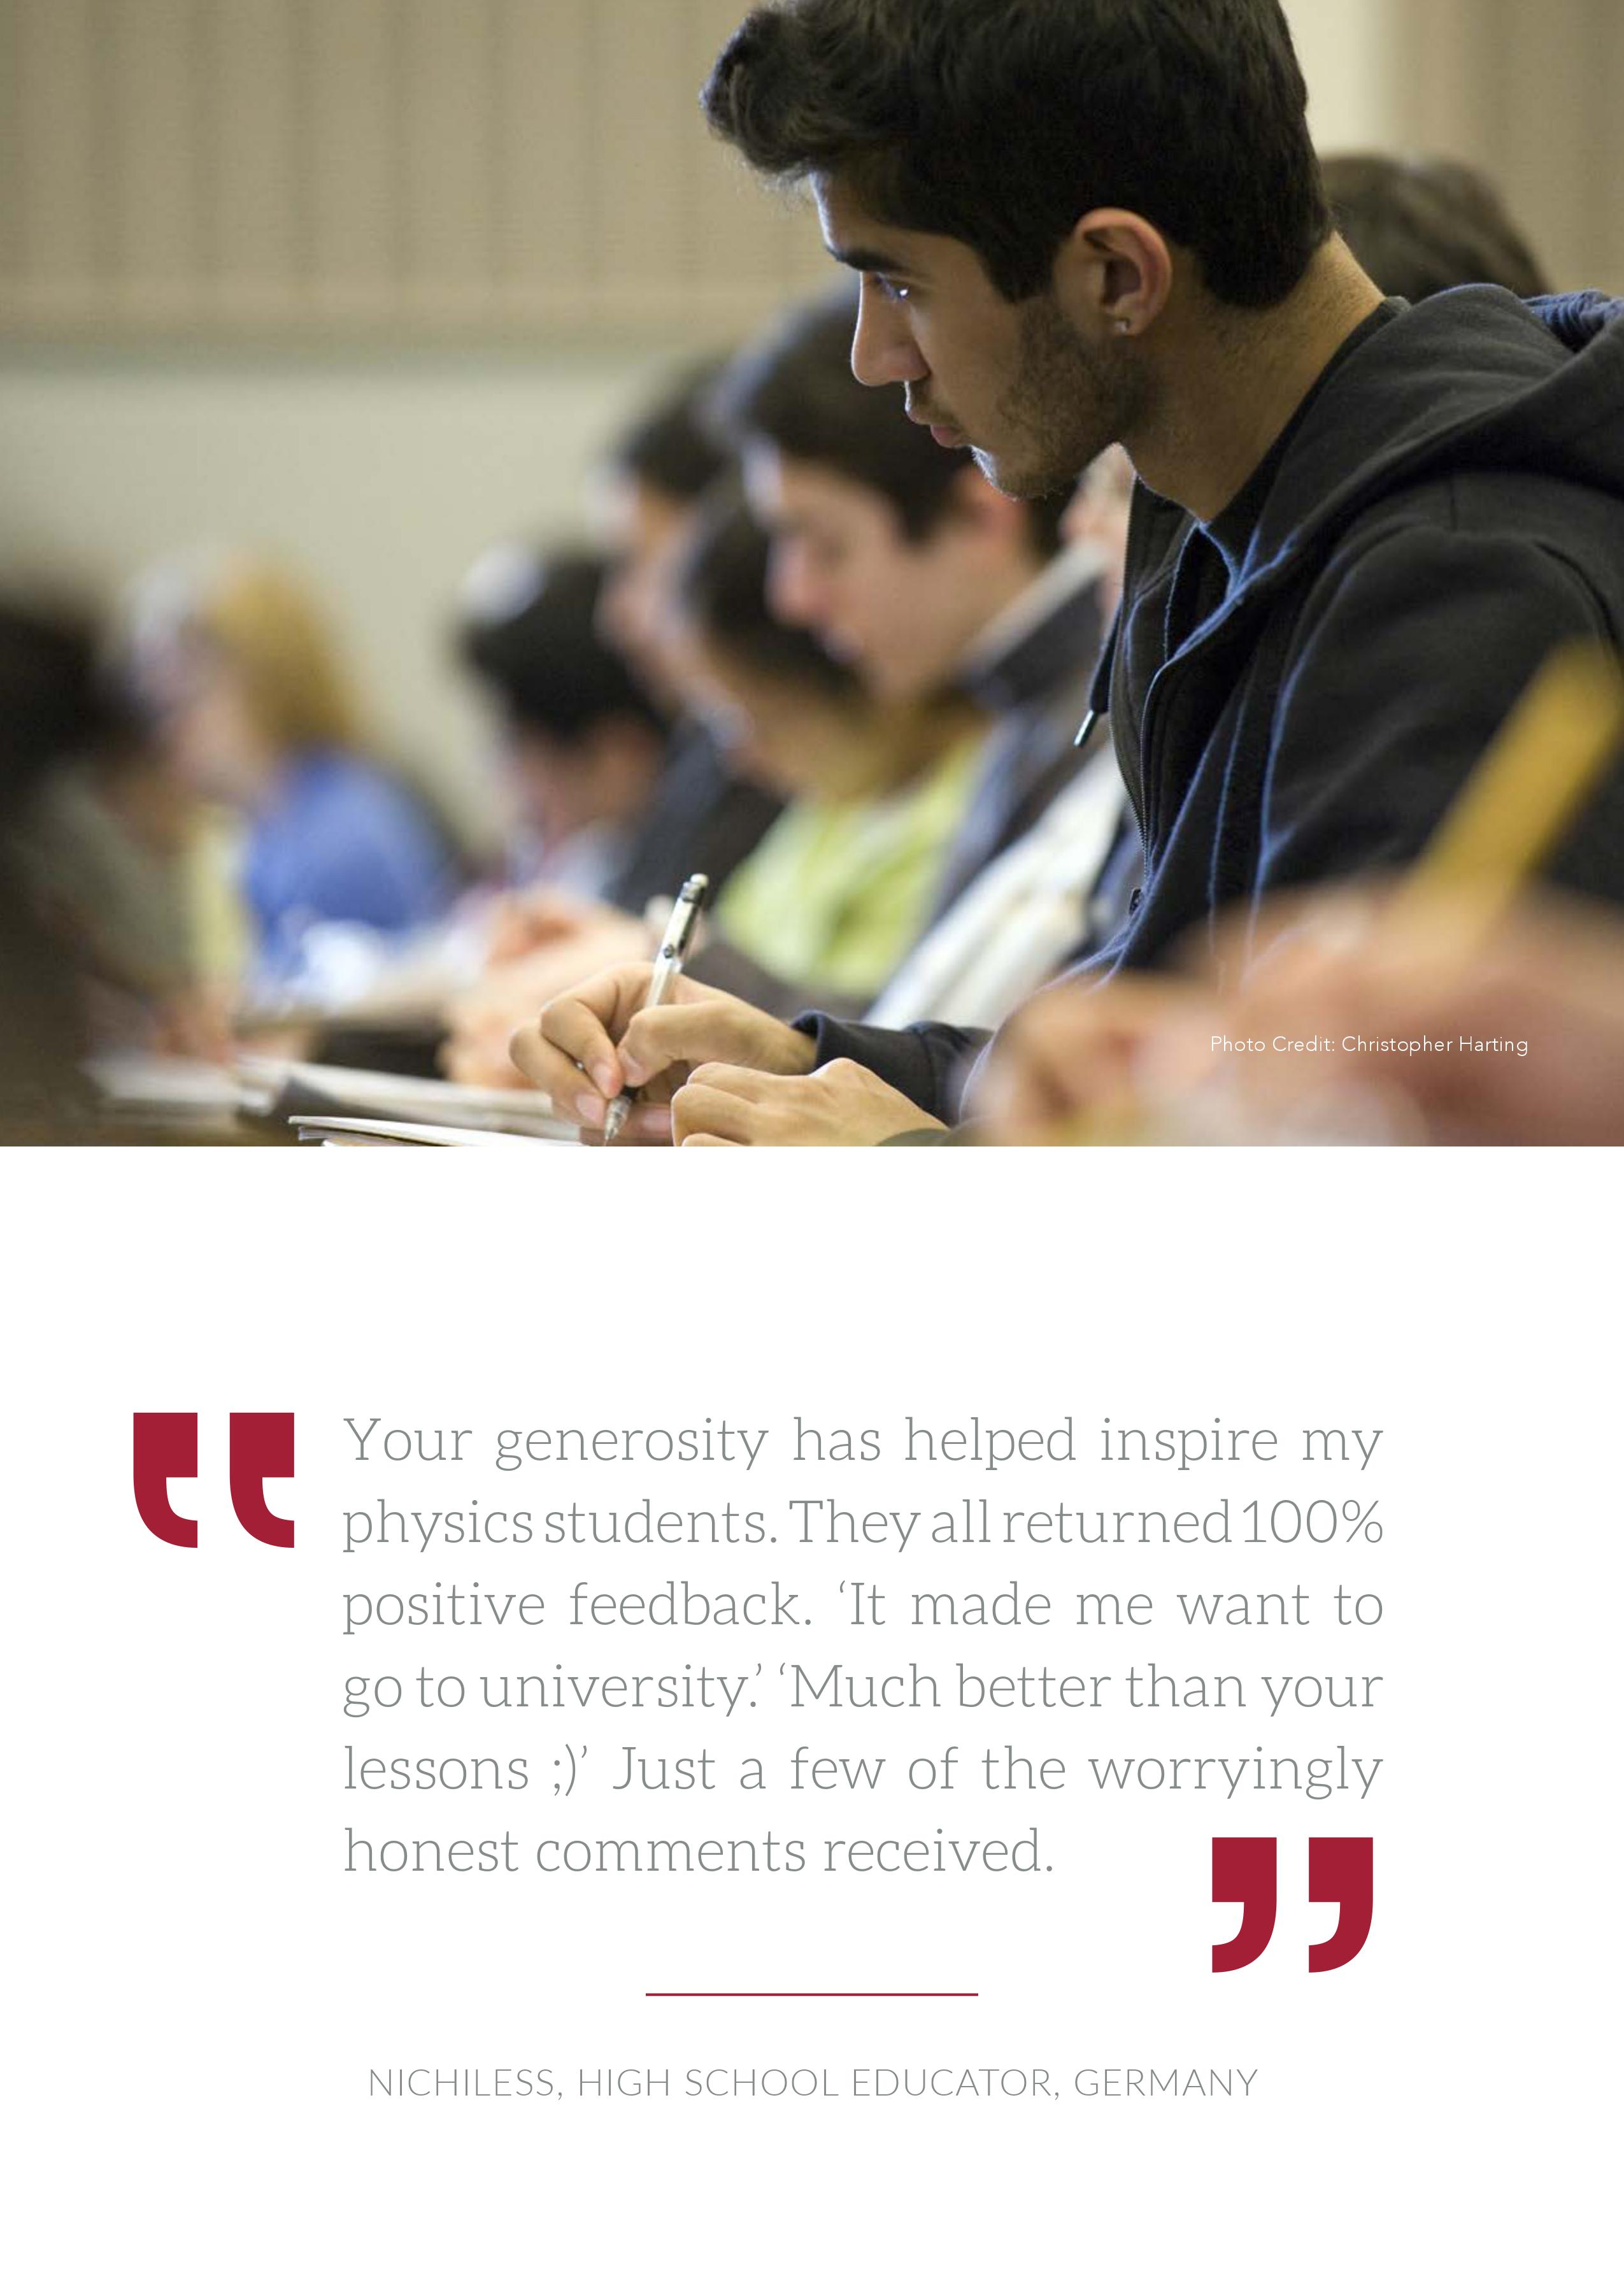 Photo Credit: Christopher Harting
“Your generosity has helped inspire my
physics students. They all returned 100%
positive feedback. ‘It made me want to
go to university.’ ‘Much better than your
lessons ;)’ Just a few of the worryingly
honest comments received.”
NICHILESS, HIGH SCHOOL EDUCATOR, GERMANY